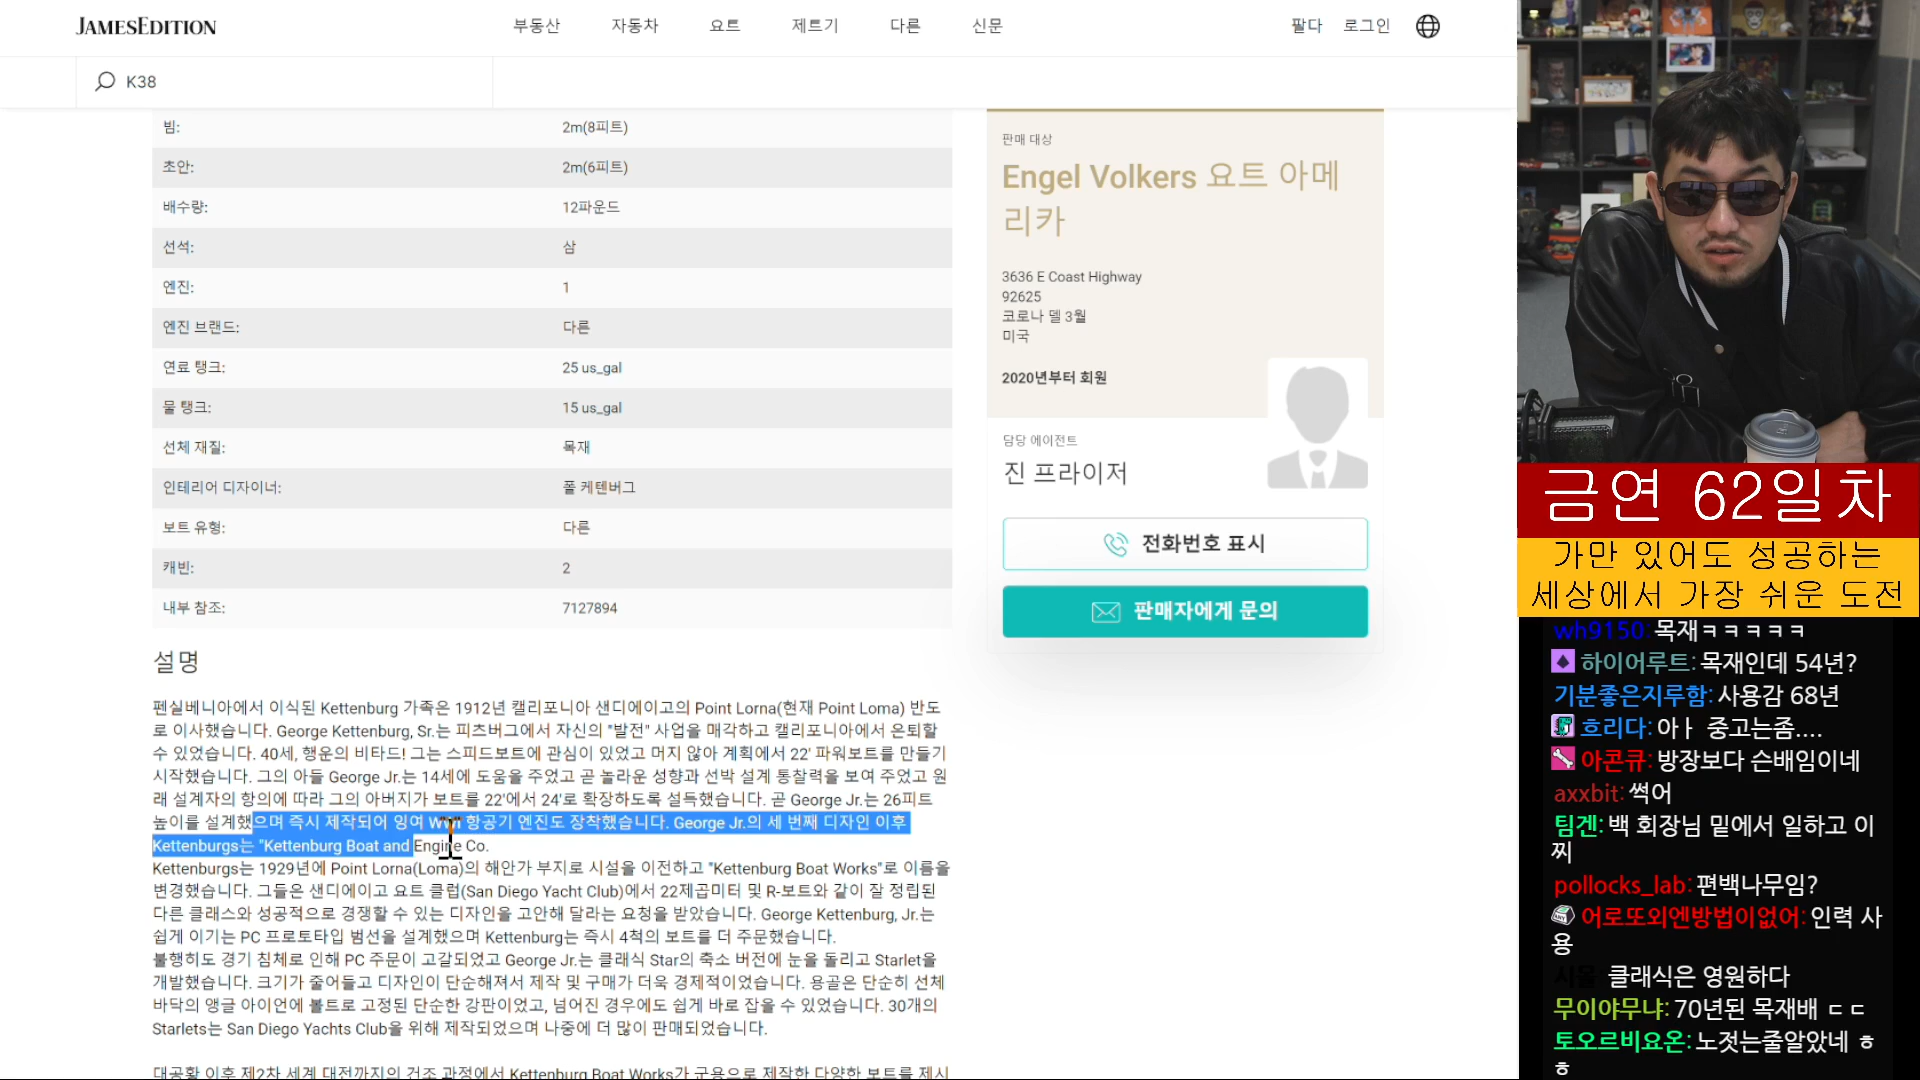 JAMESEDITION
부동산
자동차
요트
제트기
다른
신문
팔다
로그인
K38
빔:
2m(8피트)
초안:
2m(6피트)
배수량:
12파운드
선석:
삼
엔진:
1
엔진 브랜드:
다른
연료 탱크:
25 us_gal
물 탱크:
15 us_gal
선체 재질:
목재
인테리어 디자이너:
폴 케텐버그
보트 유형:
다른
캐빈:
2
내부 참조:
7127894
설명
펜실베니아에서 이식된 Kettenburg 가족은 1912년 캘리포니아 샌디에이고의 Point Lorna(현재 Point Loma) 반도
로 이사했습니다. George Kettenburg, Sr.는 피츠버그에서 자신의 "발전" 사업을 매각하고 캘리포니아에서 은퇴할
수 있었습니다. 40세, 행운의 비타드! 그는 스피드보트에 관심이 있었고 머지 않아 계획에서 22' 파워보트를 만들기
시작했습니다. 그의 아들 George Jr.는 14세에 도움을 주었고 곧 놀라운 성향과 선박 설계 통찰력을 보여 주었고 원
래 설계자의 항의에 따라 그의 아버지가 보트를 22'에서 24'로 확장하도록 설득했습니다. 곧 George Jr.는 26피트
높이를 설계했으며 즉시 제작되어 잉여 WWI 항공기 엔진도 장착했습니다. George Jr.의 세 번째 디자인 이후
Kettenburgs는 "Kettenburg Boat and Engine Co.
Kettenburgs는 1929년에 Point Lorna(Loma)의 해안가 부지로 시설을 이전하고 "Kettenburg Boat Works"로 이름을
변경했습니다. 그들은 샌디에이고 요트 클럽(San Diego Yacht Club)에서 22제곱미터 및 R-보트와 같이 잘 정립된
다른 클래스와 성공적으로 경쟁할 수 있는 디자인을 고안해 달라는 요청을 받았습니다. George Kettenburg, Jr.는
쉽게 이기는 PC 프로토타입 범선을 설계했으며 Kettenburg는 즉시 4척의 보트를 더 주문했습니다.
불행히도 경기 침체로 인해 PC 주문이 고갈되었고 George Jr.는 클래식 Star의 축소 버전에 눈을 돌리고 Starlet을
개발했습니다. 크기가 줄어들고 디자인이 단순해져서 제작 및 구매가 더욱 경제적이었습니다. 용골은 단순히 선체
바닥의 앵글 아이언에 볼트로 고정된 단순한 강판이었고, 넘어진 경우에도 쉽게 바로 잡을 수 있었습니다. 30개의
Starlets는 San Diego Yachts Club을 위해 제작되었으며 나중에 더 많이 판매되었습니다.
대공황 이후 제2차 세계 대전까지의 건조 과정에서 Kettenburg Boat Works가 군용으로 제작한 다양한 보트를 제시
판매 대상
Engel Volkers 요트 아메
리카
3636 E Coast Highway
92625
코로나 델 3월
미국
2020년부터 회원
담당 에이전트
진 프라이저
전화번호 표시
판매자에게 문의
금연 62일차
가만 있어도 성공하는
세상에서 가장 쉬운 도전
wh9150: 목재ㅋㅋㅋㅋㅋ
하이어루트: 목재인데 54년?
기분좋은지루함: 사용감 68년
흐리다: 아ㅏ 중고는좀....
아콘큐: 방장보다 슨배임이네
axxbit: 썩어
팀겐: 백 회장님 밑에서 일하고 이
찌
pollocks_lab: 편백나무임?
어로또외엔방법이없어: 인력 사
용
클래식은 영원하다
무이야무냐: 70년된 목재배 ㄷㄷ
토오르비요온: 노젓는줄알았네 ㅎ
ㅎ